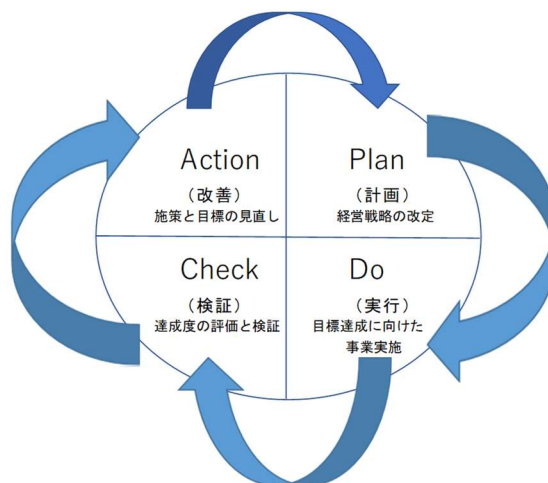 Action
（改善）
施策と目標の見直し
Plan
（計画）
経営戦略の改定
Check
（検証）
達成度の評価と検証
Do
（実行）
目標達成に向けた
事業実施